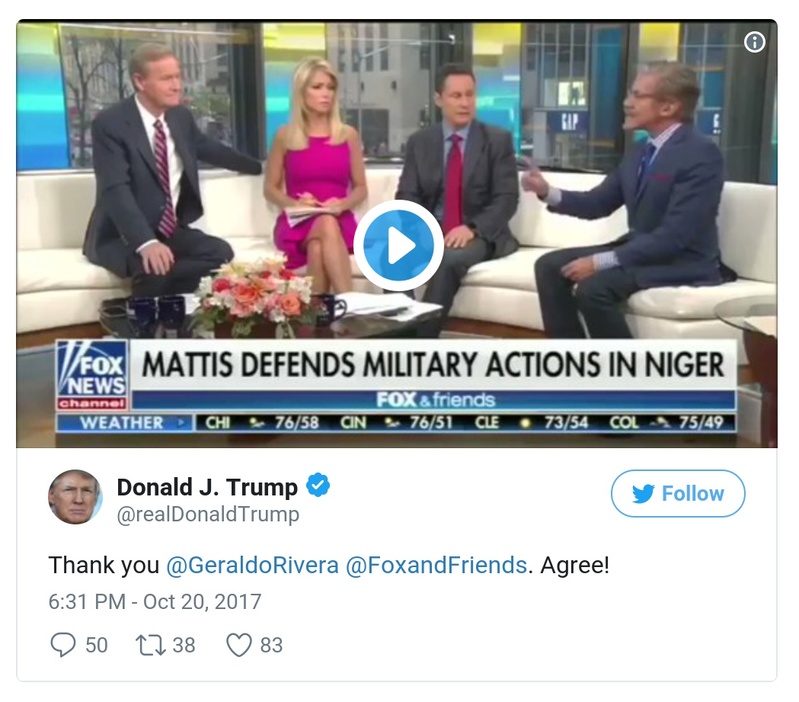 GAP
FOX
NEWS
channel
MATTIS DEFENDS MILITARY ACTIONS IN NIGER
FOX & friends
WEATHER CHI 76/58 CIN 76/51 CLE 73/54 COL 75/49
Donald J. Trump
@realDonaldTrump
Follow
Thank you @GeraldoRivera @FoxandFriends. Agree!
6:31 PM - Oct 20, 2017
50 38 83